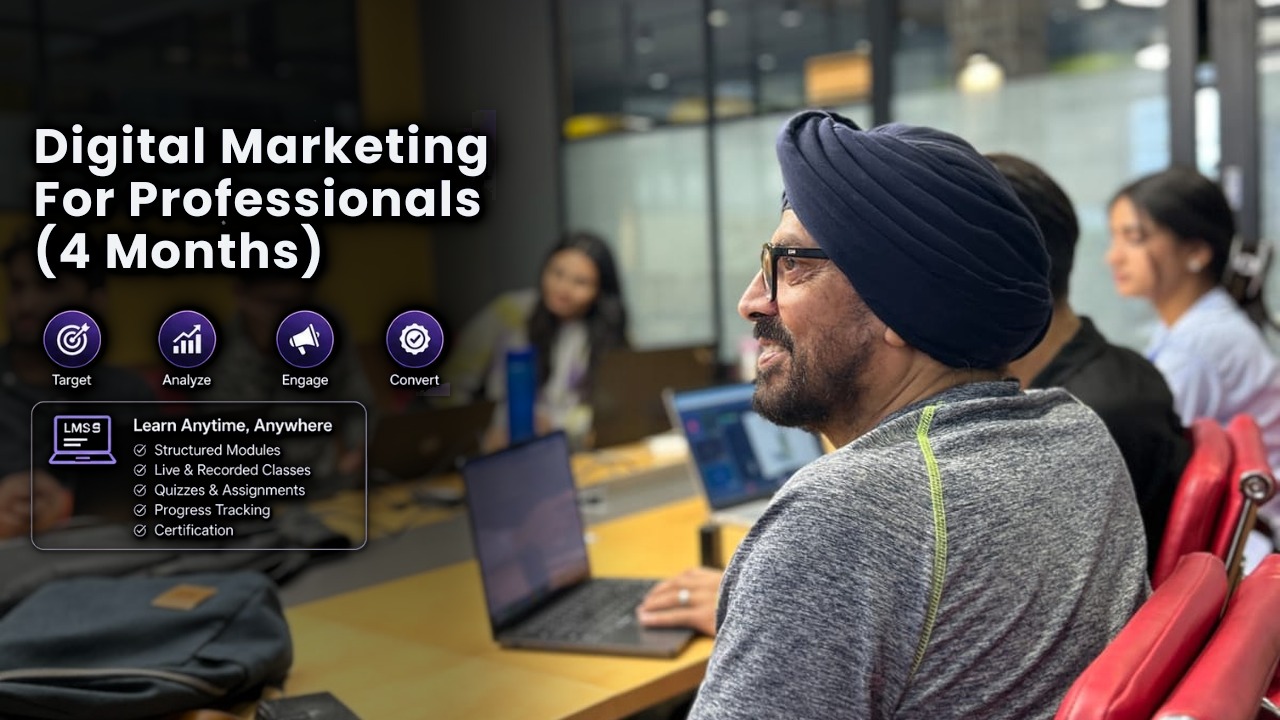 Digital Marketing
For Professionals
(4 Months)
Target
Analyze
Engage
Convert
LMS9
Learn Anytime, Anywhere
Structured Modules
Live & Recorded Classes
Quizzes & Assignments
Progress Tracking
Certification